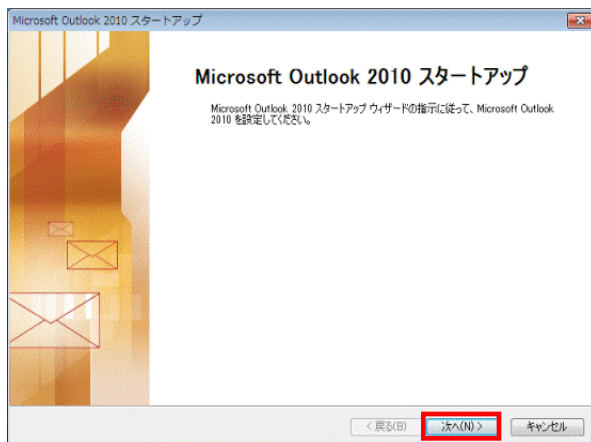 Microsoft Outlook 2010 スタートアップ
Microsoft Outlook 2010 スタートアップ
Microsoft Outlook 2010 スタートアップ ウィザードの指示に従って、Microsoft Outlook
2010 を設定してください。
< 戻る(B)
次へ(N) >
キャンセル